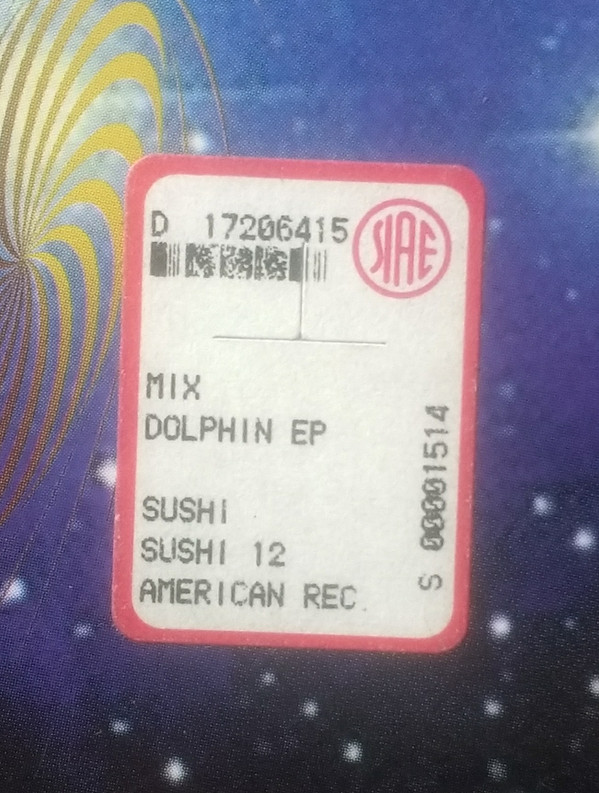 D 17206415
SIAE
MIX
DOLPHIN EP
SUSHI
SUSHI 12
AMERICAN REC.
S 00001514